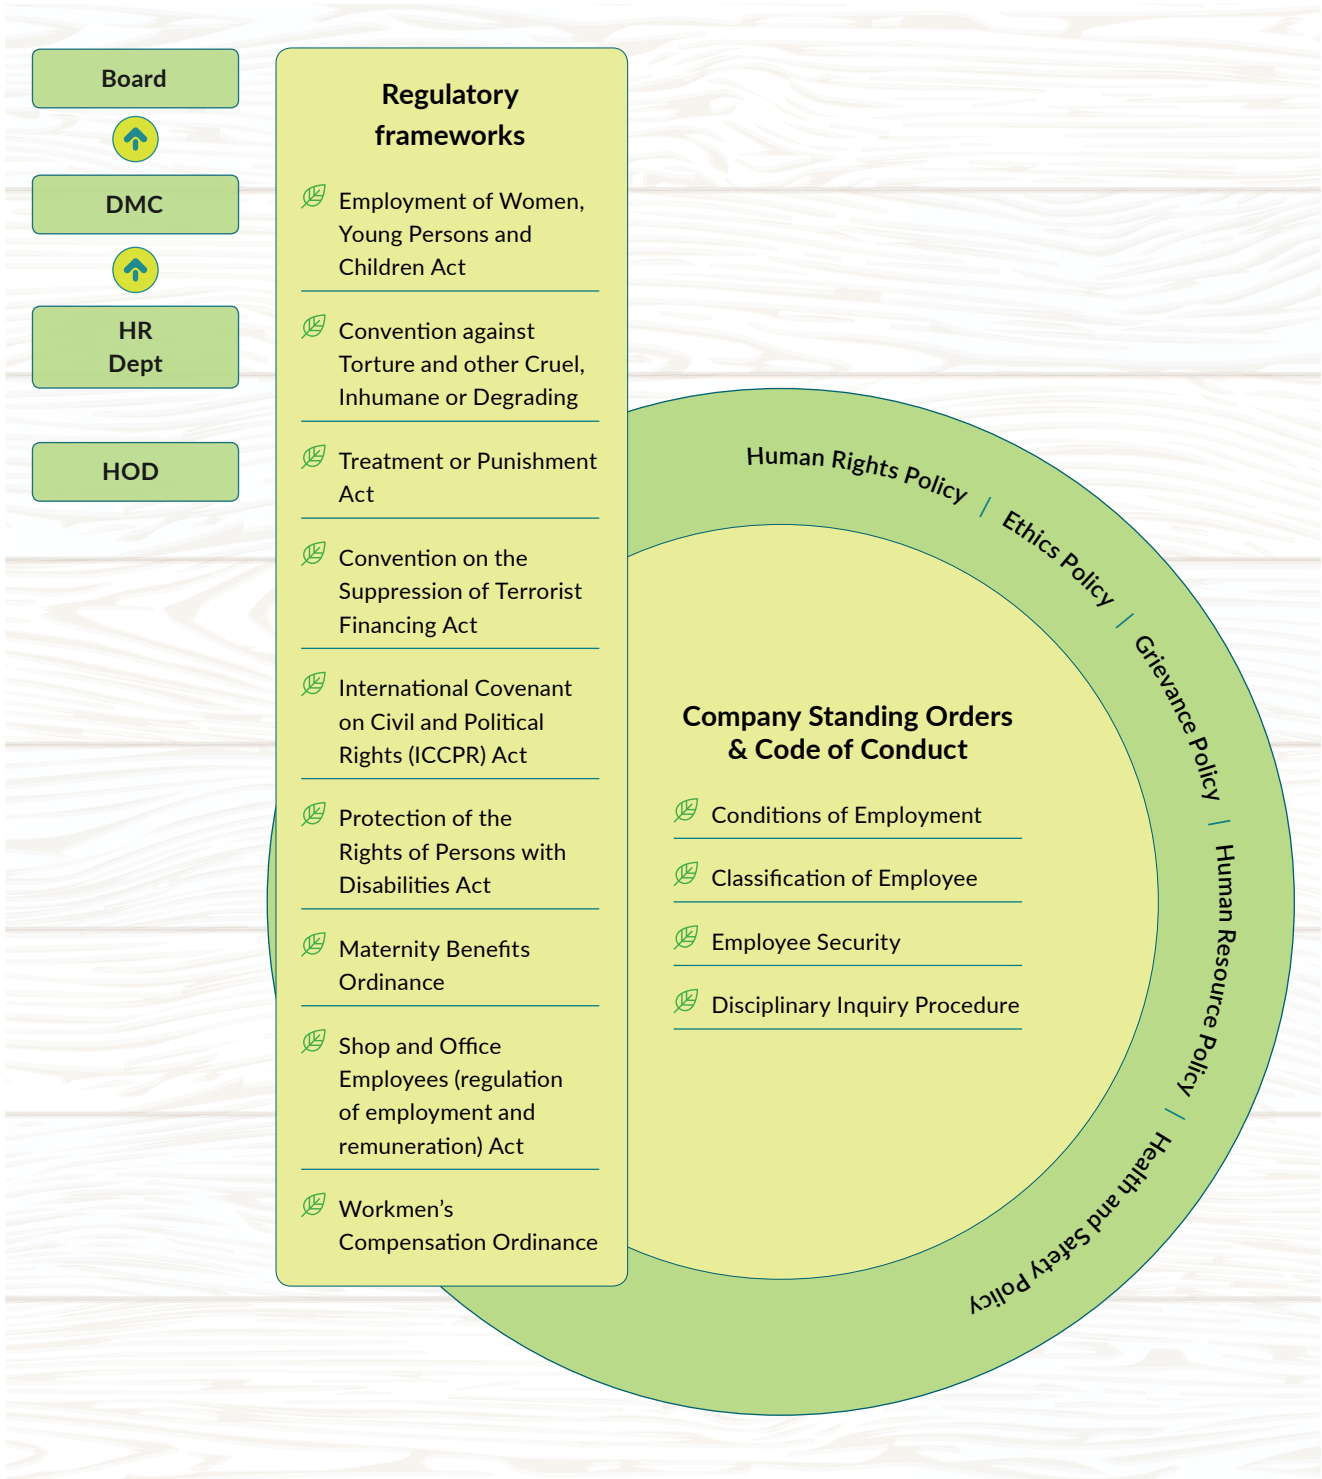 Board
DMC
HR
Dept
HOD
Regulatory
frameworks
Employment of Women,
Young Persons and
Children Act
Convention against
Torture and other Cruel,
Inhumane or Degrading
Treatment or Punishment
Act
Convention on the
Suppression of Terrorist
Financing Act
International Covenant
on Civil and Political
Rights (ICCPR) Act
Protection of the
Rights of Persons with
Disabilities Act
Maternity Benefits
Ordinance
Shop and Office
Employees (regulation
of employment and
remuneration) Act
Workmen’s
Compensation Ordinance
Company Standing Orders
& Code of Conduct
Conditions of Employment
Classification of Employee
Employee Security
Disciplinary Inquiry Procedure
Human Rights Policy | Ethics Policy | Grievance Policy | Human Resource Policy | Health and Safety Policy